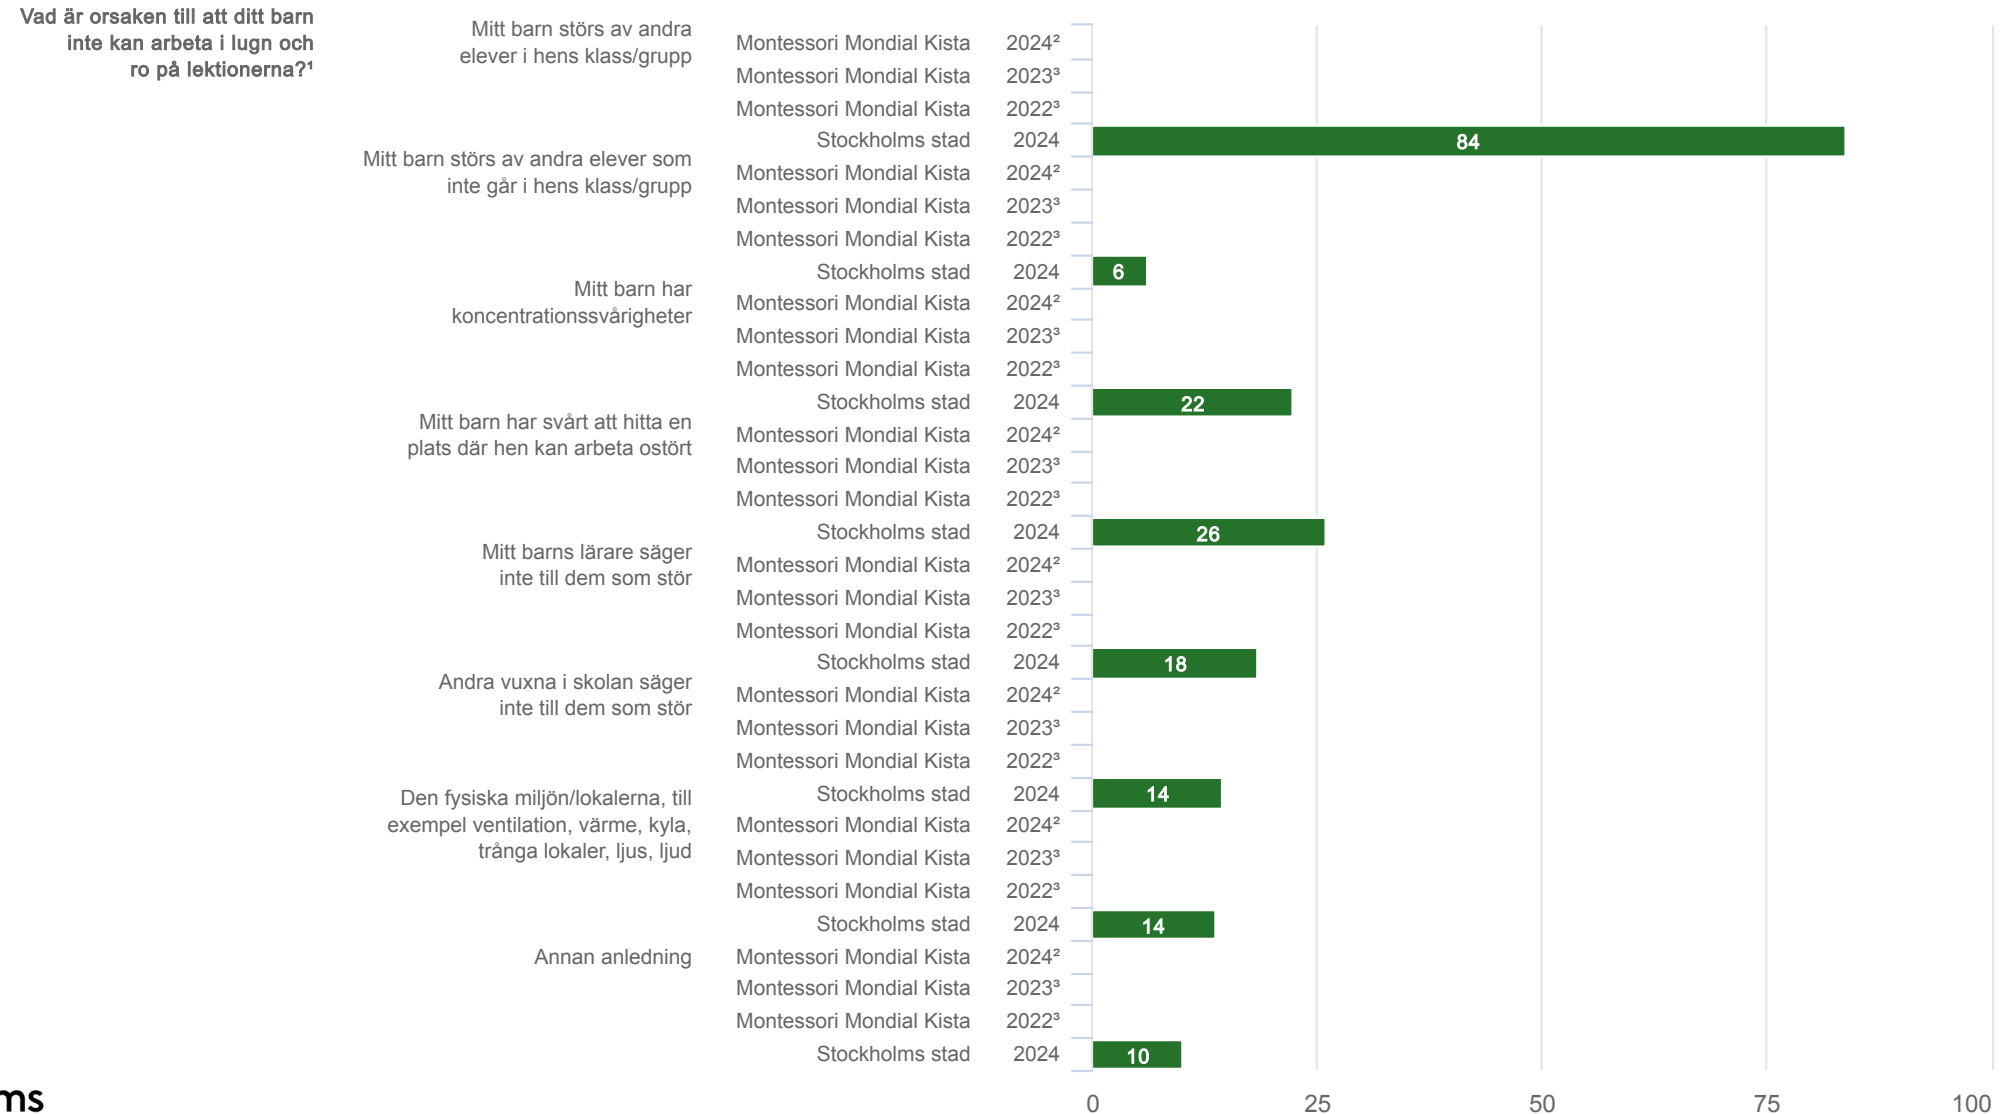 Vad är orsaken till att ditt barn
inte kan arbeta i lugn och
ro på lektionerna?¹
Mitt barn störs av andra
elever i hens klass/grupp
Montessori Mondial Kista 2024²
Montessori Mondial Kista 2023³
Montessori Mondial Kista 2022³
Stockholms stad 2024 84
Mitt barn störs av andra elever som
inte går i hens klass/grupp
Montessori Mondial Kista 2024²
Montessori Mondial Kista 2023³
Montessori Mondial Kista 2022³
Stockholms stad 2024 6
Mitt barn har
koncentrationssvårigheter
Montessori Mondial Kista 2024²
Montessori Mondial Kista 2023³
Montessori Mondial Kista 2022³
Stockholms stad 2024 22
Mitt barn har svårt att hitta en
plats där hen kan arbeta ostört
Montessori Mondial Kista 2024²
Montessori Mondial Kista 2023³
Montessori Mondial Kista 2022³
Stockholms stad 2024 26
Mitt barns lärare säger
inte till dem som stör
Montessori Mondial Kista 2024²
Montessori Mondial Kista 2023³
Montessori Mondial Kista 2022³
Stockholms stad 2024 18
Andra vuxna i skolan säger
inte till dem som stör
Montessori Mondial Kista 2024²
Montessori Mondial Kista 2023³
Montessori Mondial Kista 2022³
Stockholms stad 2024 14
Den fysiska miljön/lokalerna, till
exempel ventilation, värme, kyla,
trånga lokaler, ljus, ljud
Montessori Mondial Kista 2024²
Montessori Mondial Kista 2023³
Montessori Mondial Kista 2022³
Stockholms stad 2024 14
Annan anledning
Montessori Mondial Kista 2024²
Montessori Mondial Kista 2023³
Montessori Mondial Kista 2022³
Stockholms stad 2024 10
0 25 50 75 100
ms